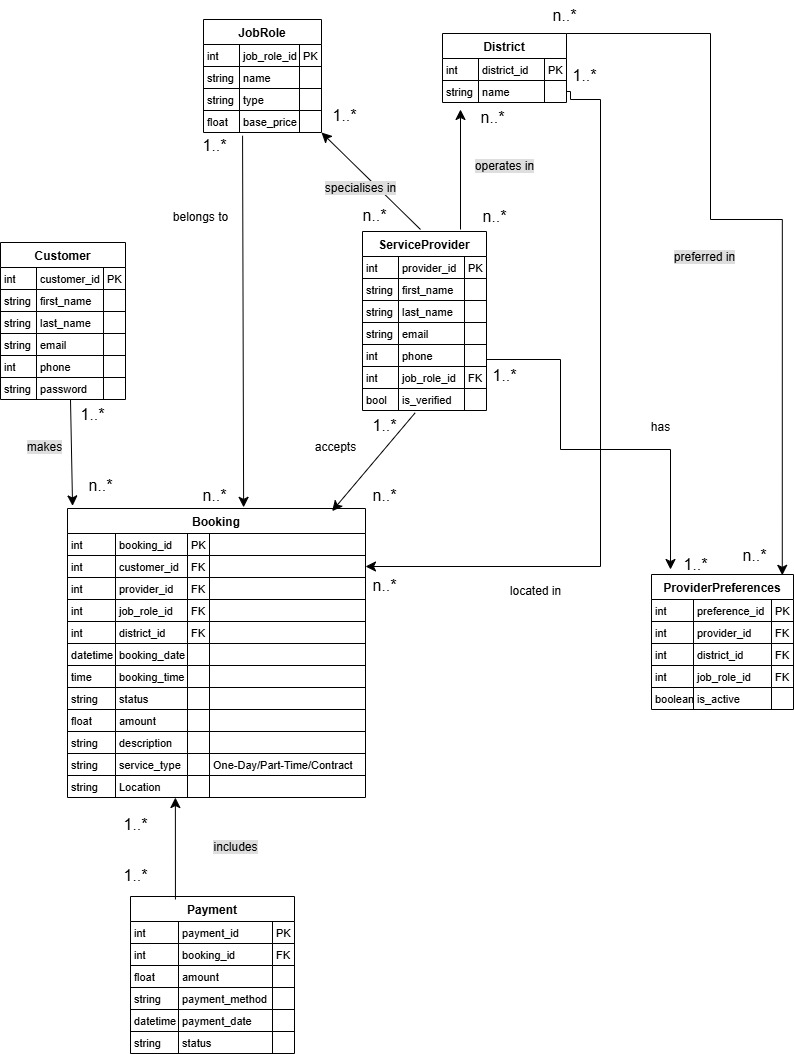 n..*
JobRole
int job_role_id PK
string name
string type
float base_price
District
int district_id PK
string name
1..*
n..*
1..*
1..*
operates in
specialises in
n..*
n..*
belongs to
preferred in
Customer
int customer_id PK
string first_name
string last_name
string email
int phone
string password
ServiceProvider
int provider_id PK
string first_name
string last_name
string email
int phone
int job_role_id FK
bool is_verified
1..*
1..*
1..*
makes
accepts
has
n..*
n..*
n..*
Booking
int booking_id PK
int customer_id FK
int provider_id FK
int job_role_id FK
int district_id FK
datetime booking_date
time booking_time
string status
float amount
string description
string service_type One-Day/Part-Time/Contract
string Location
n..*
located in
1..*
n..*
ProviderPreferences
int preference_id PK
int provider_id FK
int district_id FK
int job_role_id FK
boolean is_active
1..*
includes
1..*
Payment
int payment_id PK
int booking_id FK
float amount
string payment_method
datetime payment_date
string status